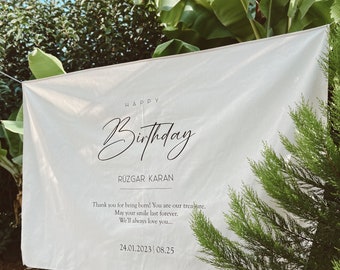 HAPPY
Birthday
RÜZGAR KARAN
Thank you for being born! You are our treasure.
May your smile last forever.
We'll always love you...
24.01.2023 | 08.25